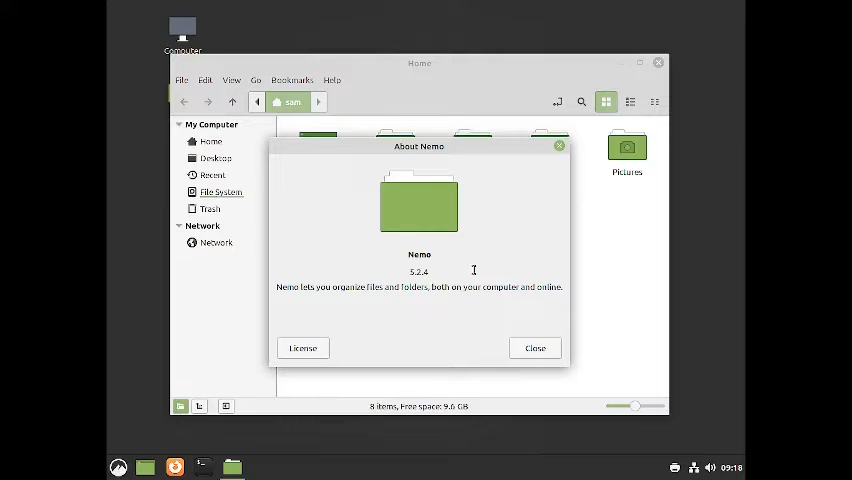 Computer
Home
File Edit View Go Bookmarks Help
sam
My Computer
Home
Desktop
Recent
File System
Trash
Network
Network
Pictures
About Nemo
Nemo
5.2.4
Nemo lets you organize files and folders, both on your computer and online.
License
Close
8 items, Free space: 9.6 GB
09:18